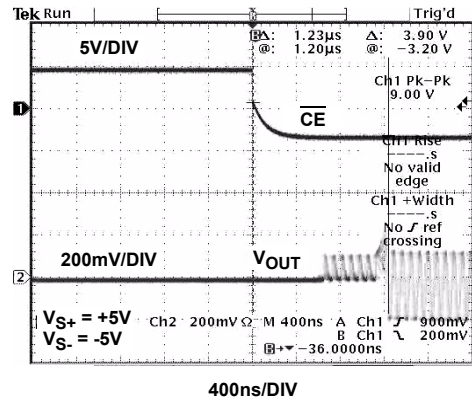 Tek Run
Trig'd
5V/DIV
Δ: 1.23µs
Δ: 3.90 V
@: 1.20µs
@: −3.20 V
Ch1 Pk−Pk
9.00 V
1
CE
Ch1 Rise
−−−−.s
No valid
edge
Ch1 +Width
−−−−.s
No ref
crossing
200mV/DIV
VOUT
2
VS+ = +5V
VS- = -5V
Ch2 200mV Ω
M 400ns
A Ch1 900mV
B Ch1 200mV
B −36.0000ns
400ns/DIV